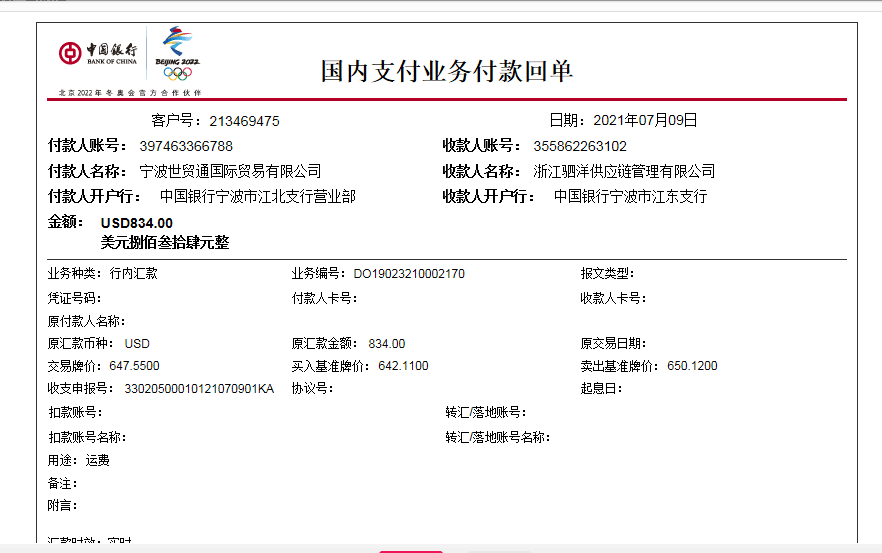 中国银行
BANK OF CHINA
BEIJING 2022
北京2022年冬奥会官方合作伙伴
国内支付业务付款回单
客户号：213469475 日期：2021年07月09日
付款人账号：397463366788 收款人账号：355862263102
付款人名称：宁波世贸通国际贸易有限公司 收款人名称：浙江驷洋供应链管理有限公司
付款人开户行：中国银行宁波市江北支行营业部 收款人开户行：中国银行宁波市江东支行
金额：USD834.00
美元捌佰叁拾肆元整
业务种类：行内汇款 业务编号：DO19023210002170 报文类型：
凭证号码： 付款人卡号： 收款人卡号：
原付款人名称：
原汇款币种：USD 原汇款金额：834.00 原交易日期：
交易牌价：647.5500 买入基准牌价：642.1100 卖出基准牌价：650.1200
收支申报号：33020500010121070901KA 协议号： 起息日：
扣款账号： 转汇/落地账号：
扣款账号名称： 转汇/落地账号名称：
用途：运费
备注：
附言：
汇款时效：实时